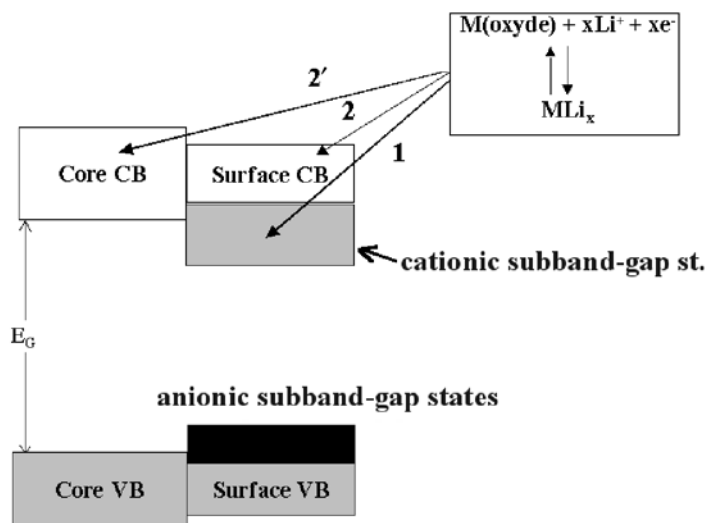 M(oxyde) + xLi⁺ + xe⁻
MLiₓ
2′
2
1
Core CB
Surface CB
cationic subband-gap st.
E_G
anionic subband-gap states
Core VB
Surface VB